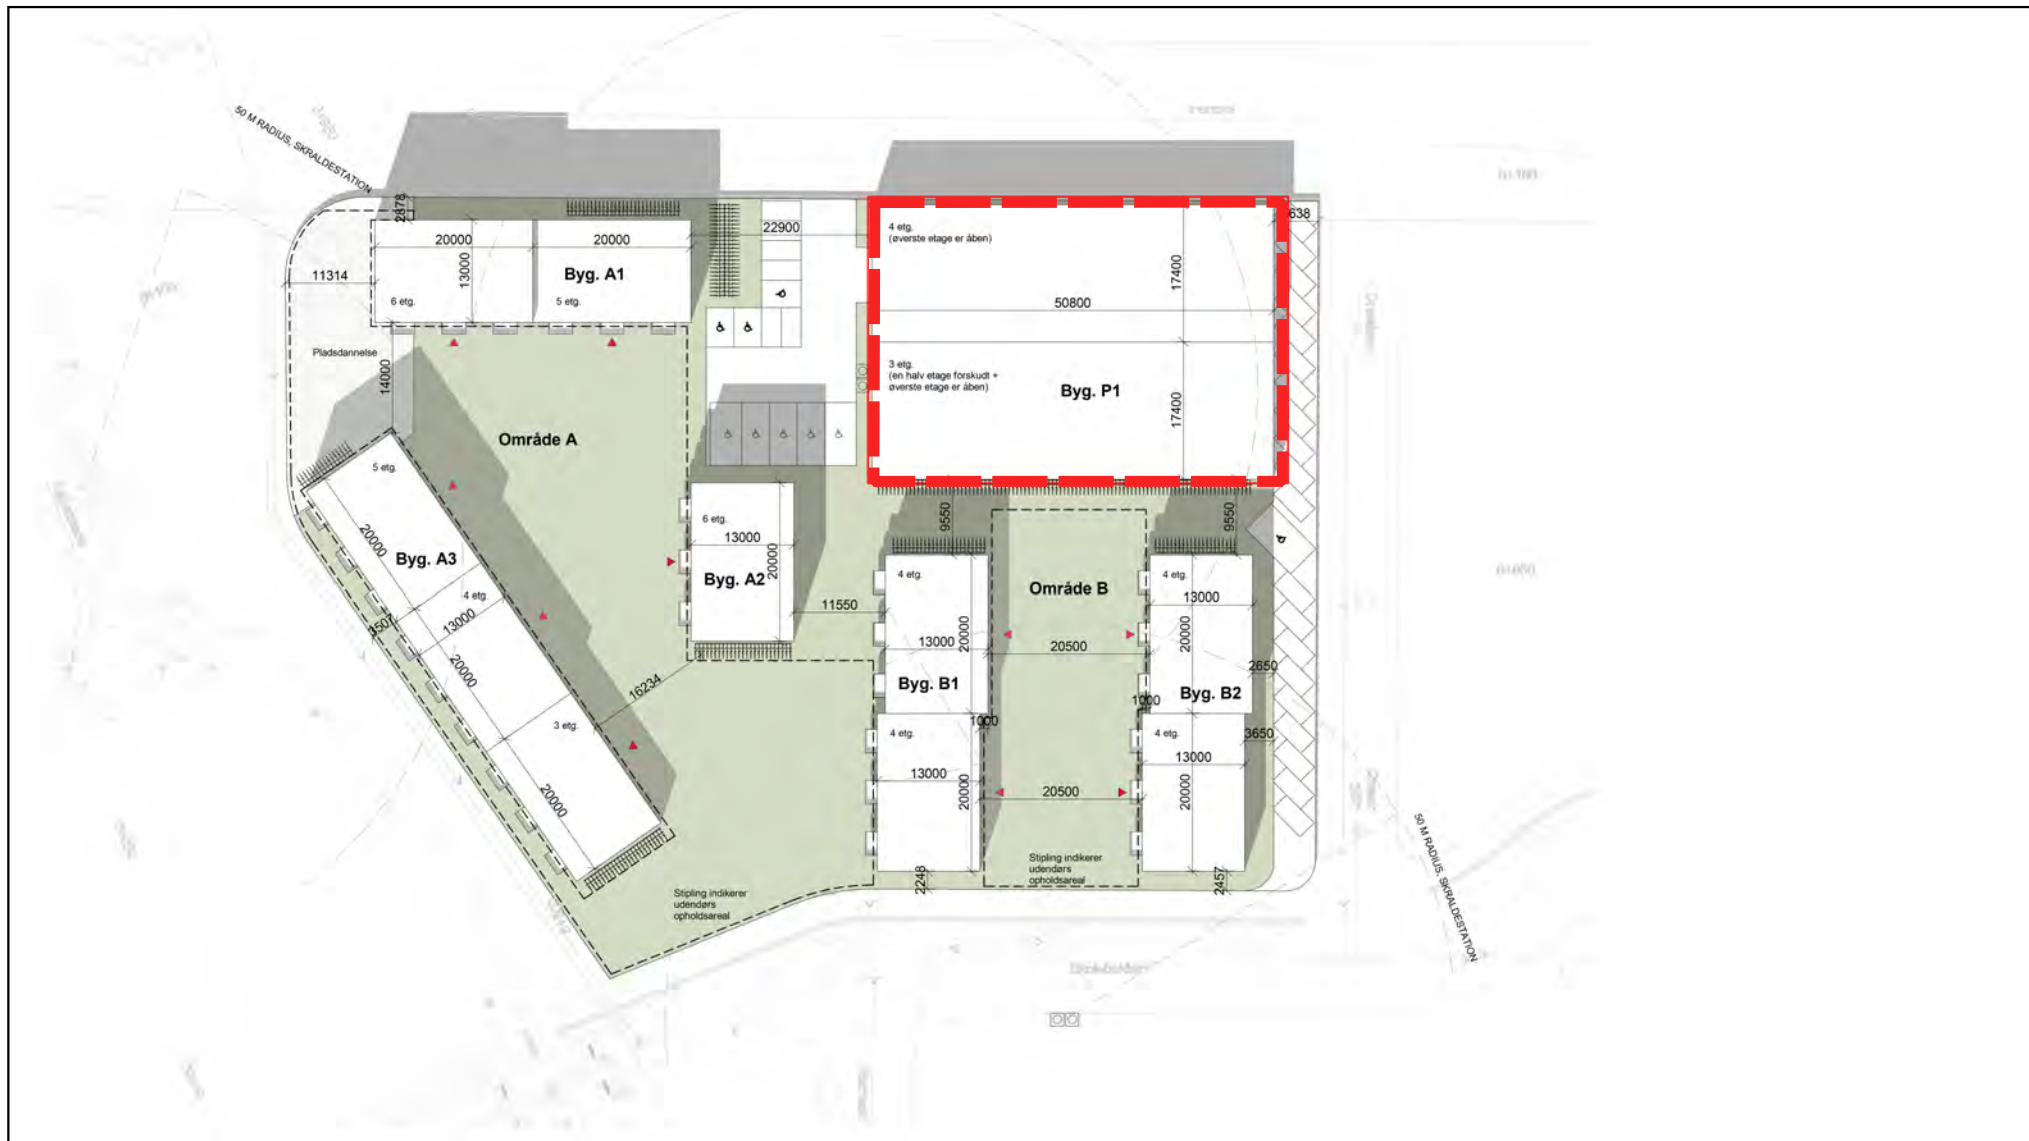 50 M RADIUS, SKRALDESTATION
2878
20000
20000
13000
Byg. A1
6 etg.
5 etg.
11314
22900
4 etg.
(øverste etage er åben)
17400
50800
638
3 etg.
(en halv etage forskudt +
øverste etage er åben)
Byg. P1
17400
Pladsdannelse
14000
Område A
5 etg.
20000
Byg. A3
4 etg.
13000
3507
20000
3 etg.
20000
16234
6 etg.
13000
20000
Byg. A2
11550
9550
9550
4 etg.
13000
20000
Byg. B1
1000
4 etg.
13000
20000
2248
Område B
20500
20500
Stipling indikerer
udendørs
opholdsareal
4 etg.
13000
20000
2650
Byg. B2
1000
4 etg.
3650
13000
20000
2457
Stipling indikerer
udendørs
opholdsareal
50 M RADIUS, SKRALDESTATION